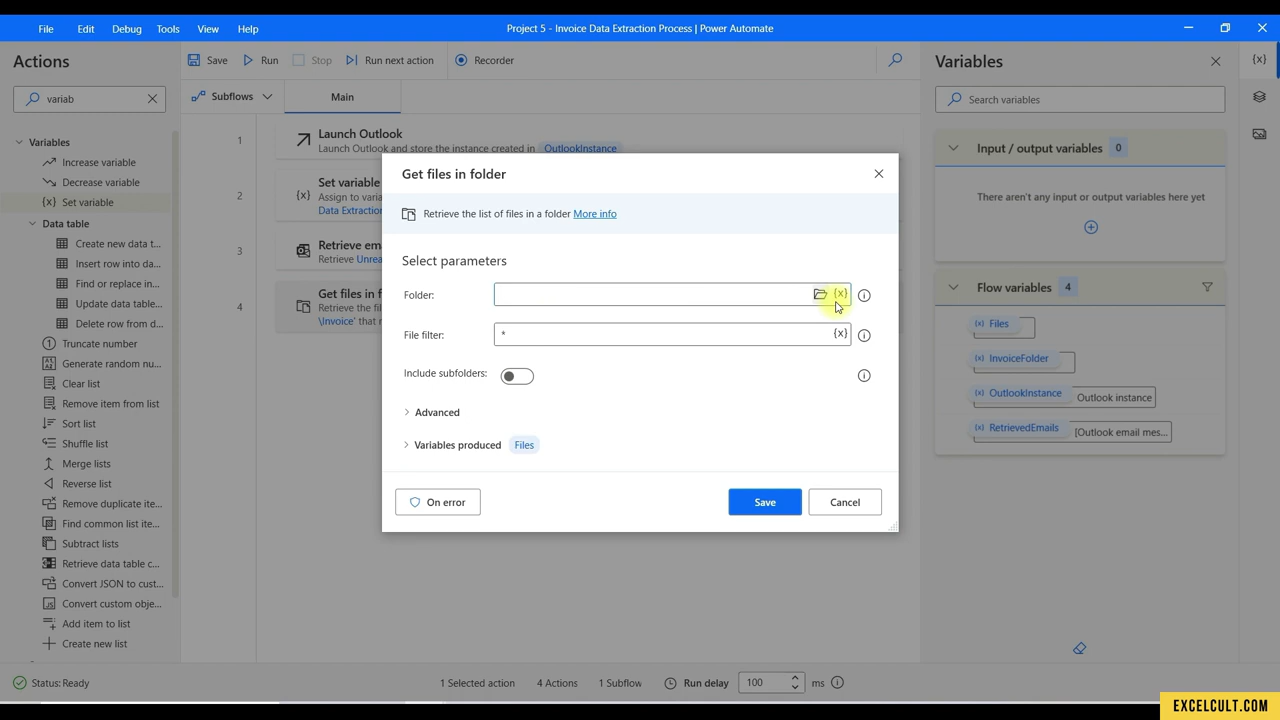 File Edit Debug Tools View Help
Project 5 - Invoice Data Extraction Process | Power Automate
Actions
Save Run Stop Run next action Recorder
Variables
{x}
variab
Subflows Main
Search variables
Variables
Increase variable
Decrease variable
{x} Set variable
Data table
Create new data t...
Insert row into da...
Find or replace in...
Update data table...
Delete row from d...
Truncate number
Generate random nu...
Clear list
Remove item from list
Sort list
Shuffle list
Merge lists
Reverse list
Remove duplicate ite...
Find common list ite...
Subtract lists
Retrieve data table c...
Convert JSON to cust...
Convert custom obje...
Add item to list
Create new list
1
Launch Outlook
Launch Outlook and store the instance created in OutlookInstance
2
{x} Set variable
Assign to varia
Data Extraction
3
Retrieve ema
Retrieve Unrea
4
Get files in f
Retrieve the fil
\Invoice' that m
Get files in folder
Retrieve the list of files in a folder More info
Select parameters
Folder: {x}
File filter: * {x}
Include subfolders:
Advanced
Variables produced Files
On error Save Cancel
Input / output variables 0
There aren't any input or output variables here yet
Flow variables 4
{x} Files
{x} InvoiceFolder
{x} OutlookInstance Outlook instance
{x} RetrievedEmails [Outlook email mes...
Status: Ready 1 Selected action 4 Actions 1 Subflow Run delay 100 ms
EXCELCULT.COM